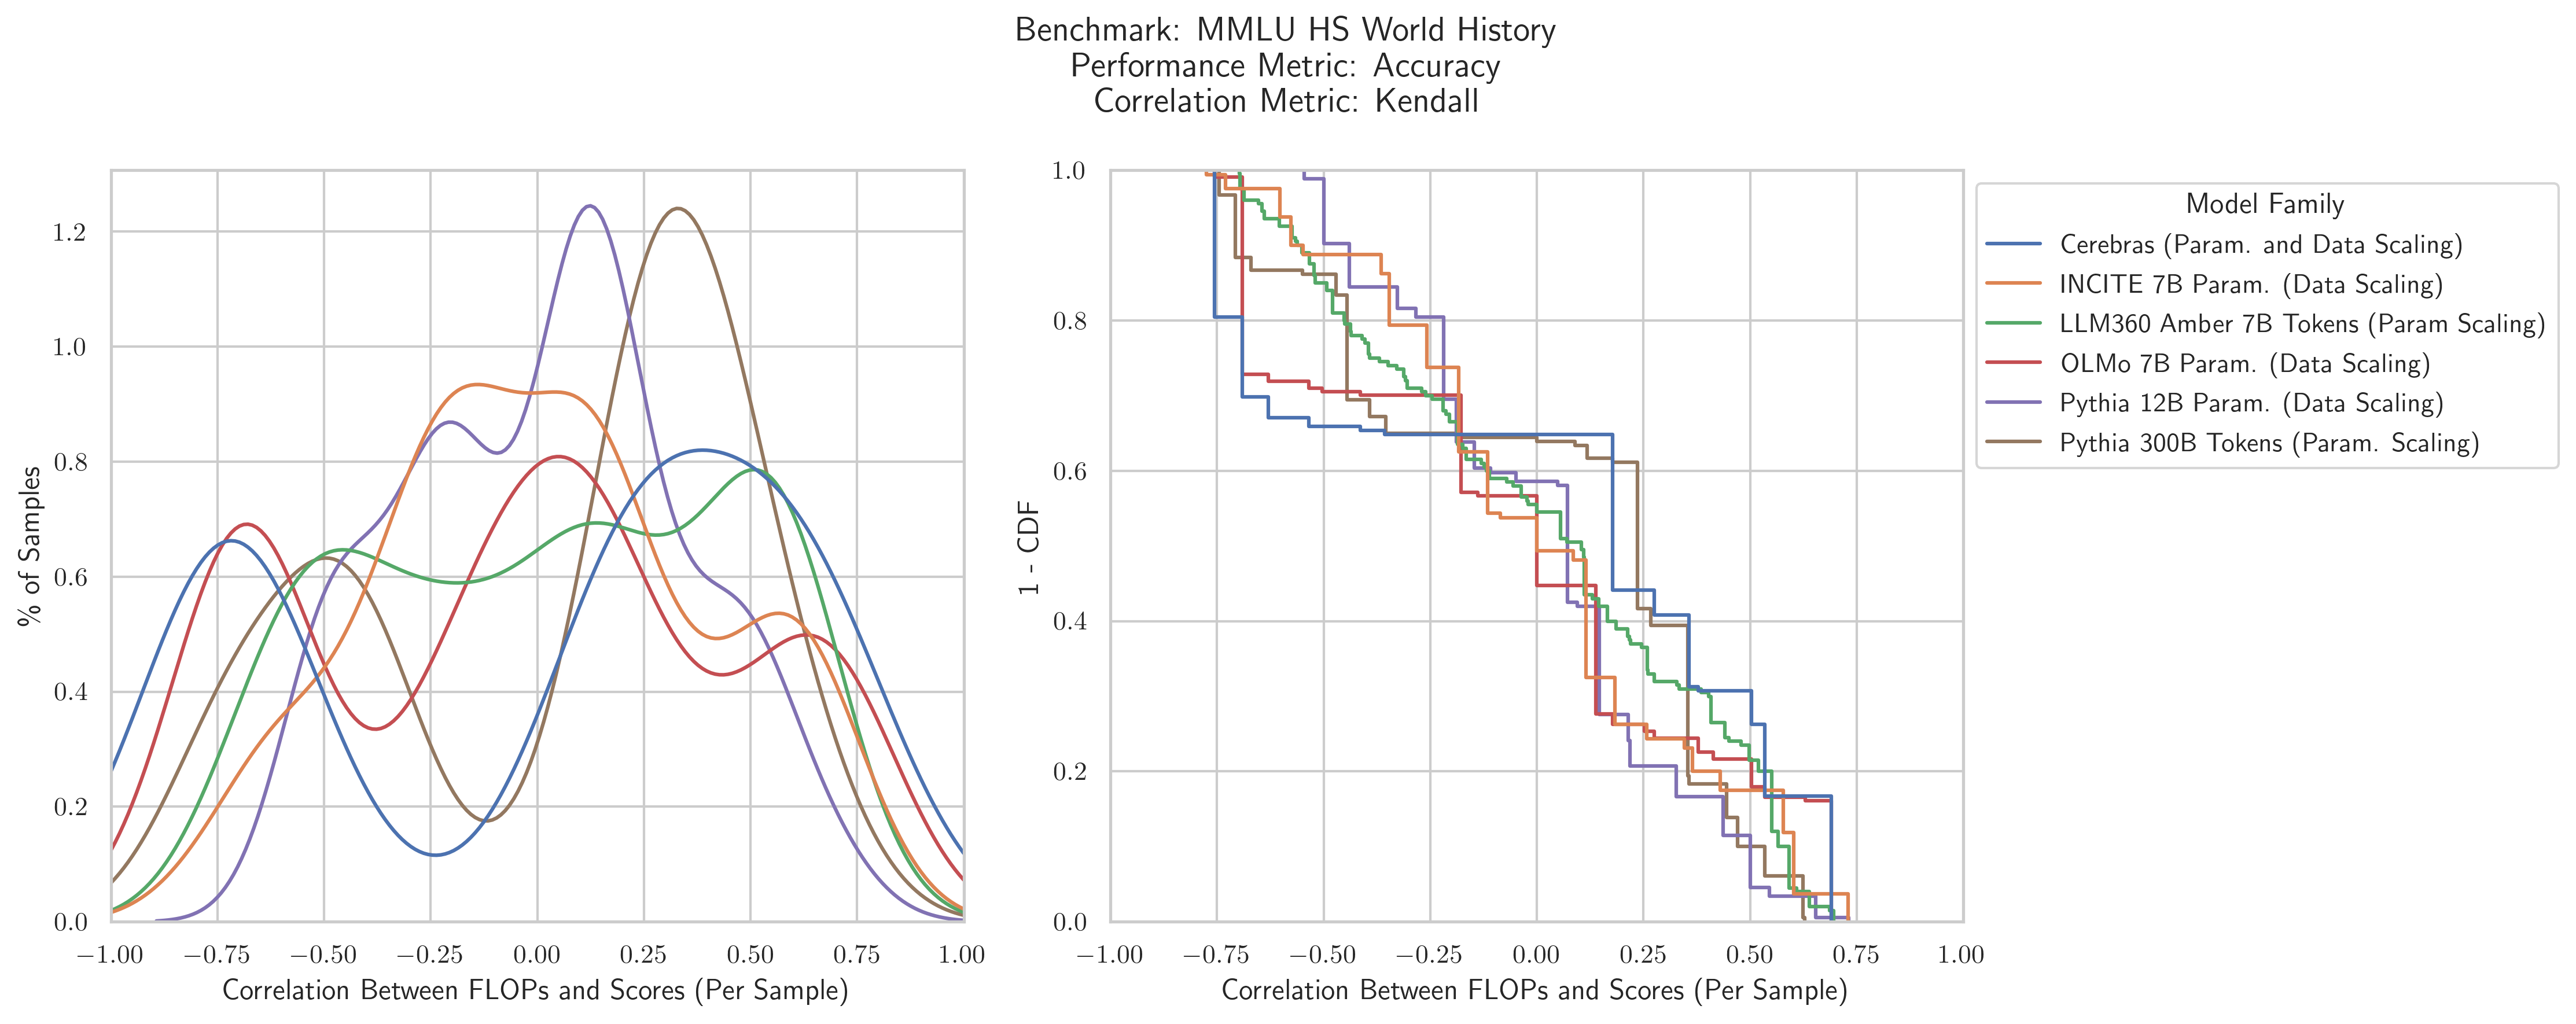 Benchmark: MMLU HS World History
Performance Metric: Accuracy
Correlation Metric: Kendall
% of Samples
1.2
1.0
0.8
0.6
0.4
0.2
0.0
−1.00 −0.75 −0.50 −0.25 0.00 0.25 0.50 0.75 1.00
Correlation Between FLOPs and Scores (Per Sample)
1 - CDF
1.0
0.8
0.6
0.4
0.2
0.0
−1.00 −0.75 −0.50 −0.25 0.00 0.25 0.50 0.75 1.00
Correlation Between FLOPs and Scores (Per Sample)
Model Family
Cerebras (Param. and Data Scaling)
INCITE 7B Param. (Data Scaling)
LLM360 Amber 7B Tokens (Param Scaling)
OLMo 7B Param. (Data Scaling)
Pythia 12B Param. (Data Scaling)
Pythia 300B Tokens (Param. Scaling)